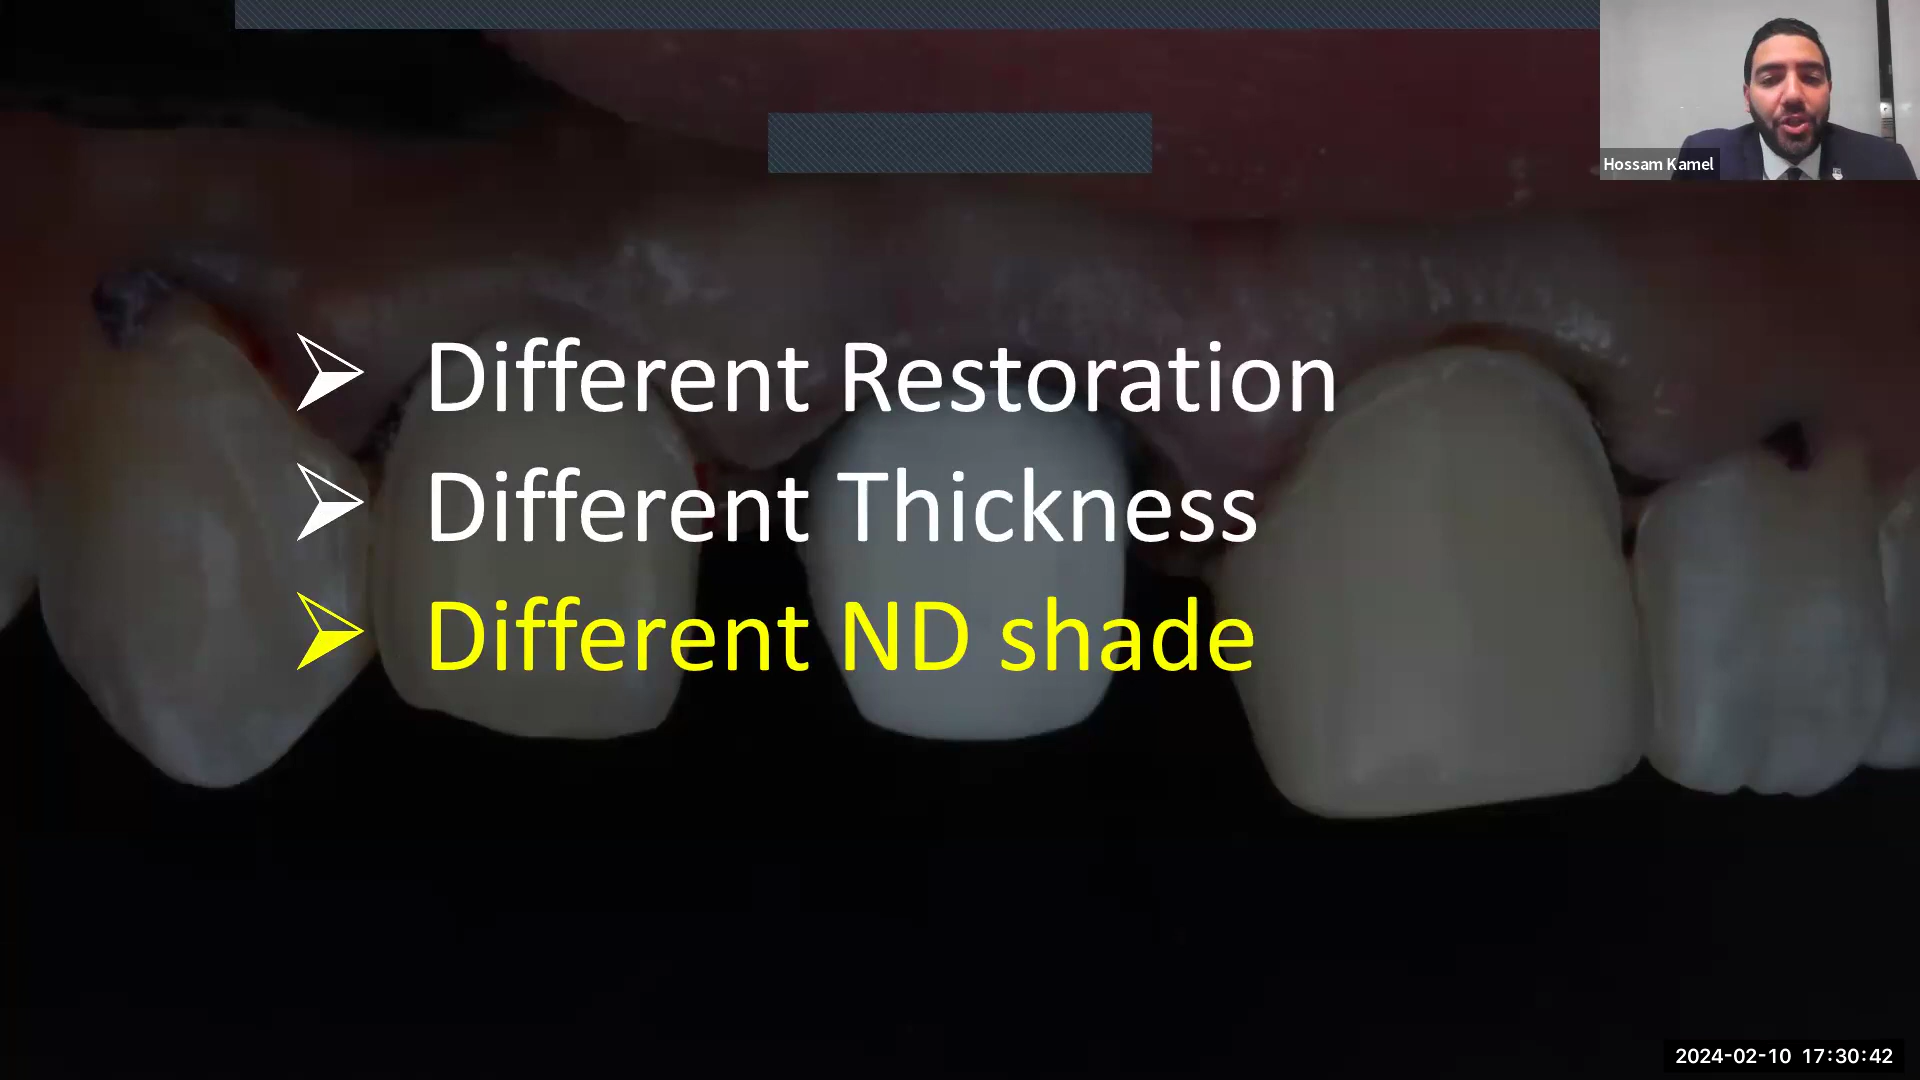 Hossam Kamel
➢ Different Restoration
➢ Different Thickness
➢ Different ND shade
2024-02-10 17:30:42